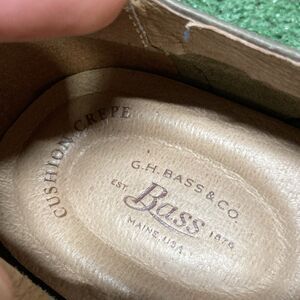 CUSHION CREPE
G.H. BASS & CO.
EST Bass 1876
MAINE USA